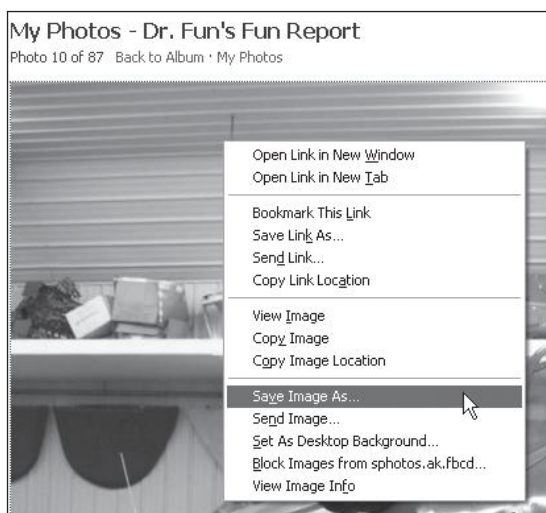 My Photos - Dr. Fun's Fun Report
Photo 10 of 87 Back to Album · My Photos
Open Link in New Window
Open Link in New Tab
Bookmark This Link
Save Link As...
Send Link...
Copy Link Location
View Image
Copy Image
Copy Image Location
Save Image As...
Send Image...
Set As Desktop Background...
Block Images from sphotos.ak.fbcd...
View Image Info